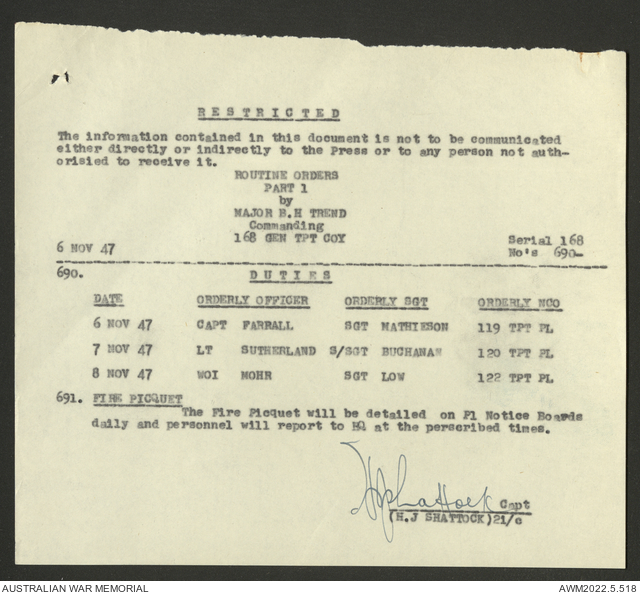 RESTRICTED
The information contained in this document is not to be communicated
either directly or indirectly to the Press or to any person not auth-
orisied to receive it.
ROUTINE ORDERS
PART 1
by
MAJOR B.H TREND
Commanding
168 GEN TPT COY
Serial 168
6 NOV 47
No's 690-
690. DUTIES
DATE ORDERLY OFFICER ORDERLY SGT ORDERLY NCO
6 NOV 47 CAPT FARRALL SGT MATHIESON 119 TPT PL
7 NOV 47 LT SUTHERLAND S/SGT BUCHANAN 120 TPT PL
8 NOV 47 WOI MOHR SGT LOW 122 TPT PL
691. FIRE PICQUET
The Fire Picquet will be detailed on Pl Notice Boards
daily and personnel will report to HQ at the perscribed times.
HJShattock Capt
(H.J SHATTOCK)2i/c
AUSTRALIAN WAR MEMORIAL AWM2022.5.518